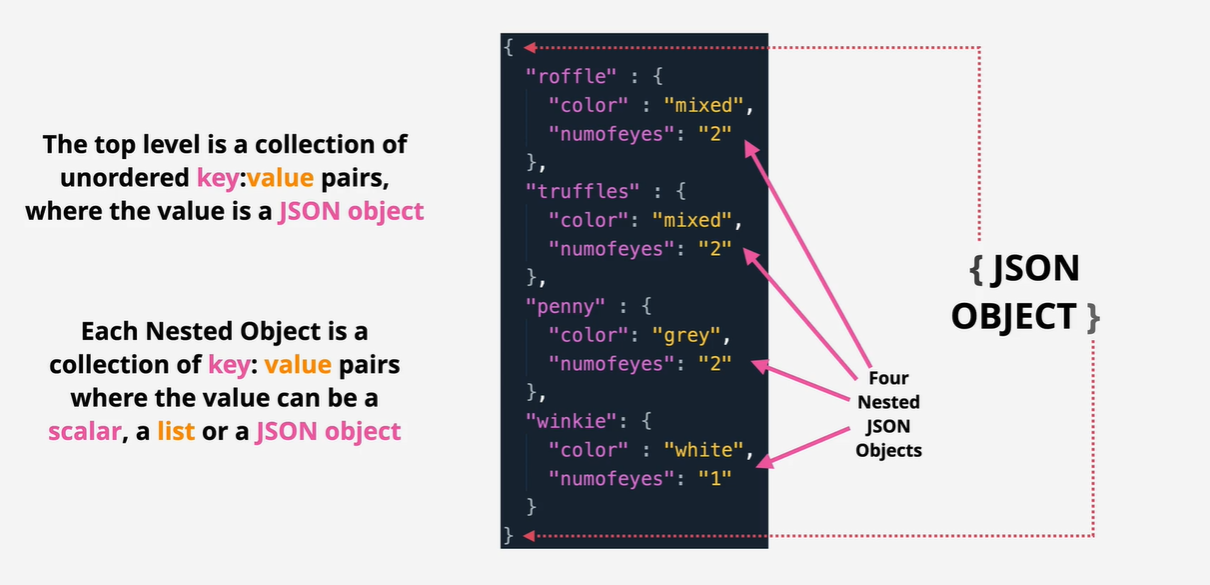 The top level is a collection of
unordered key:value pairs,
where the value is a JSON object
Each Nested Object is a
collection of key: value pairs
where the value can be a
scalar, a list or a JSON object
{
"roffle" : {
"color" : "mixed",
"numofeyes": "2"
},
"truffles" : {
"color": "mixed",
"numofeyes": "2"
},
"penny" : {
"color": "grey",
"numofeyes": "2"
},
"winkie": {
"color" : "white",
"numofeyes": "1"
}
}
Four
Nested
JSON
Objects
{ JSON
OBJECT }